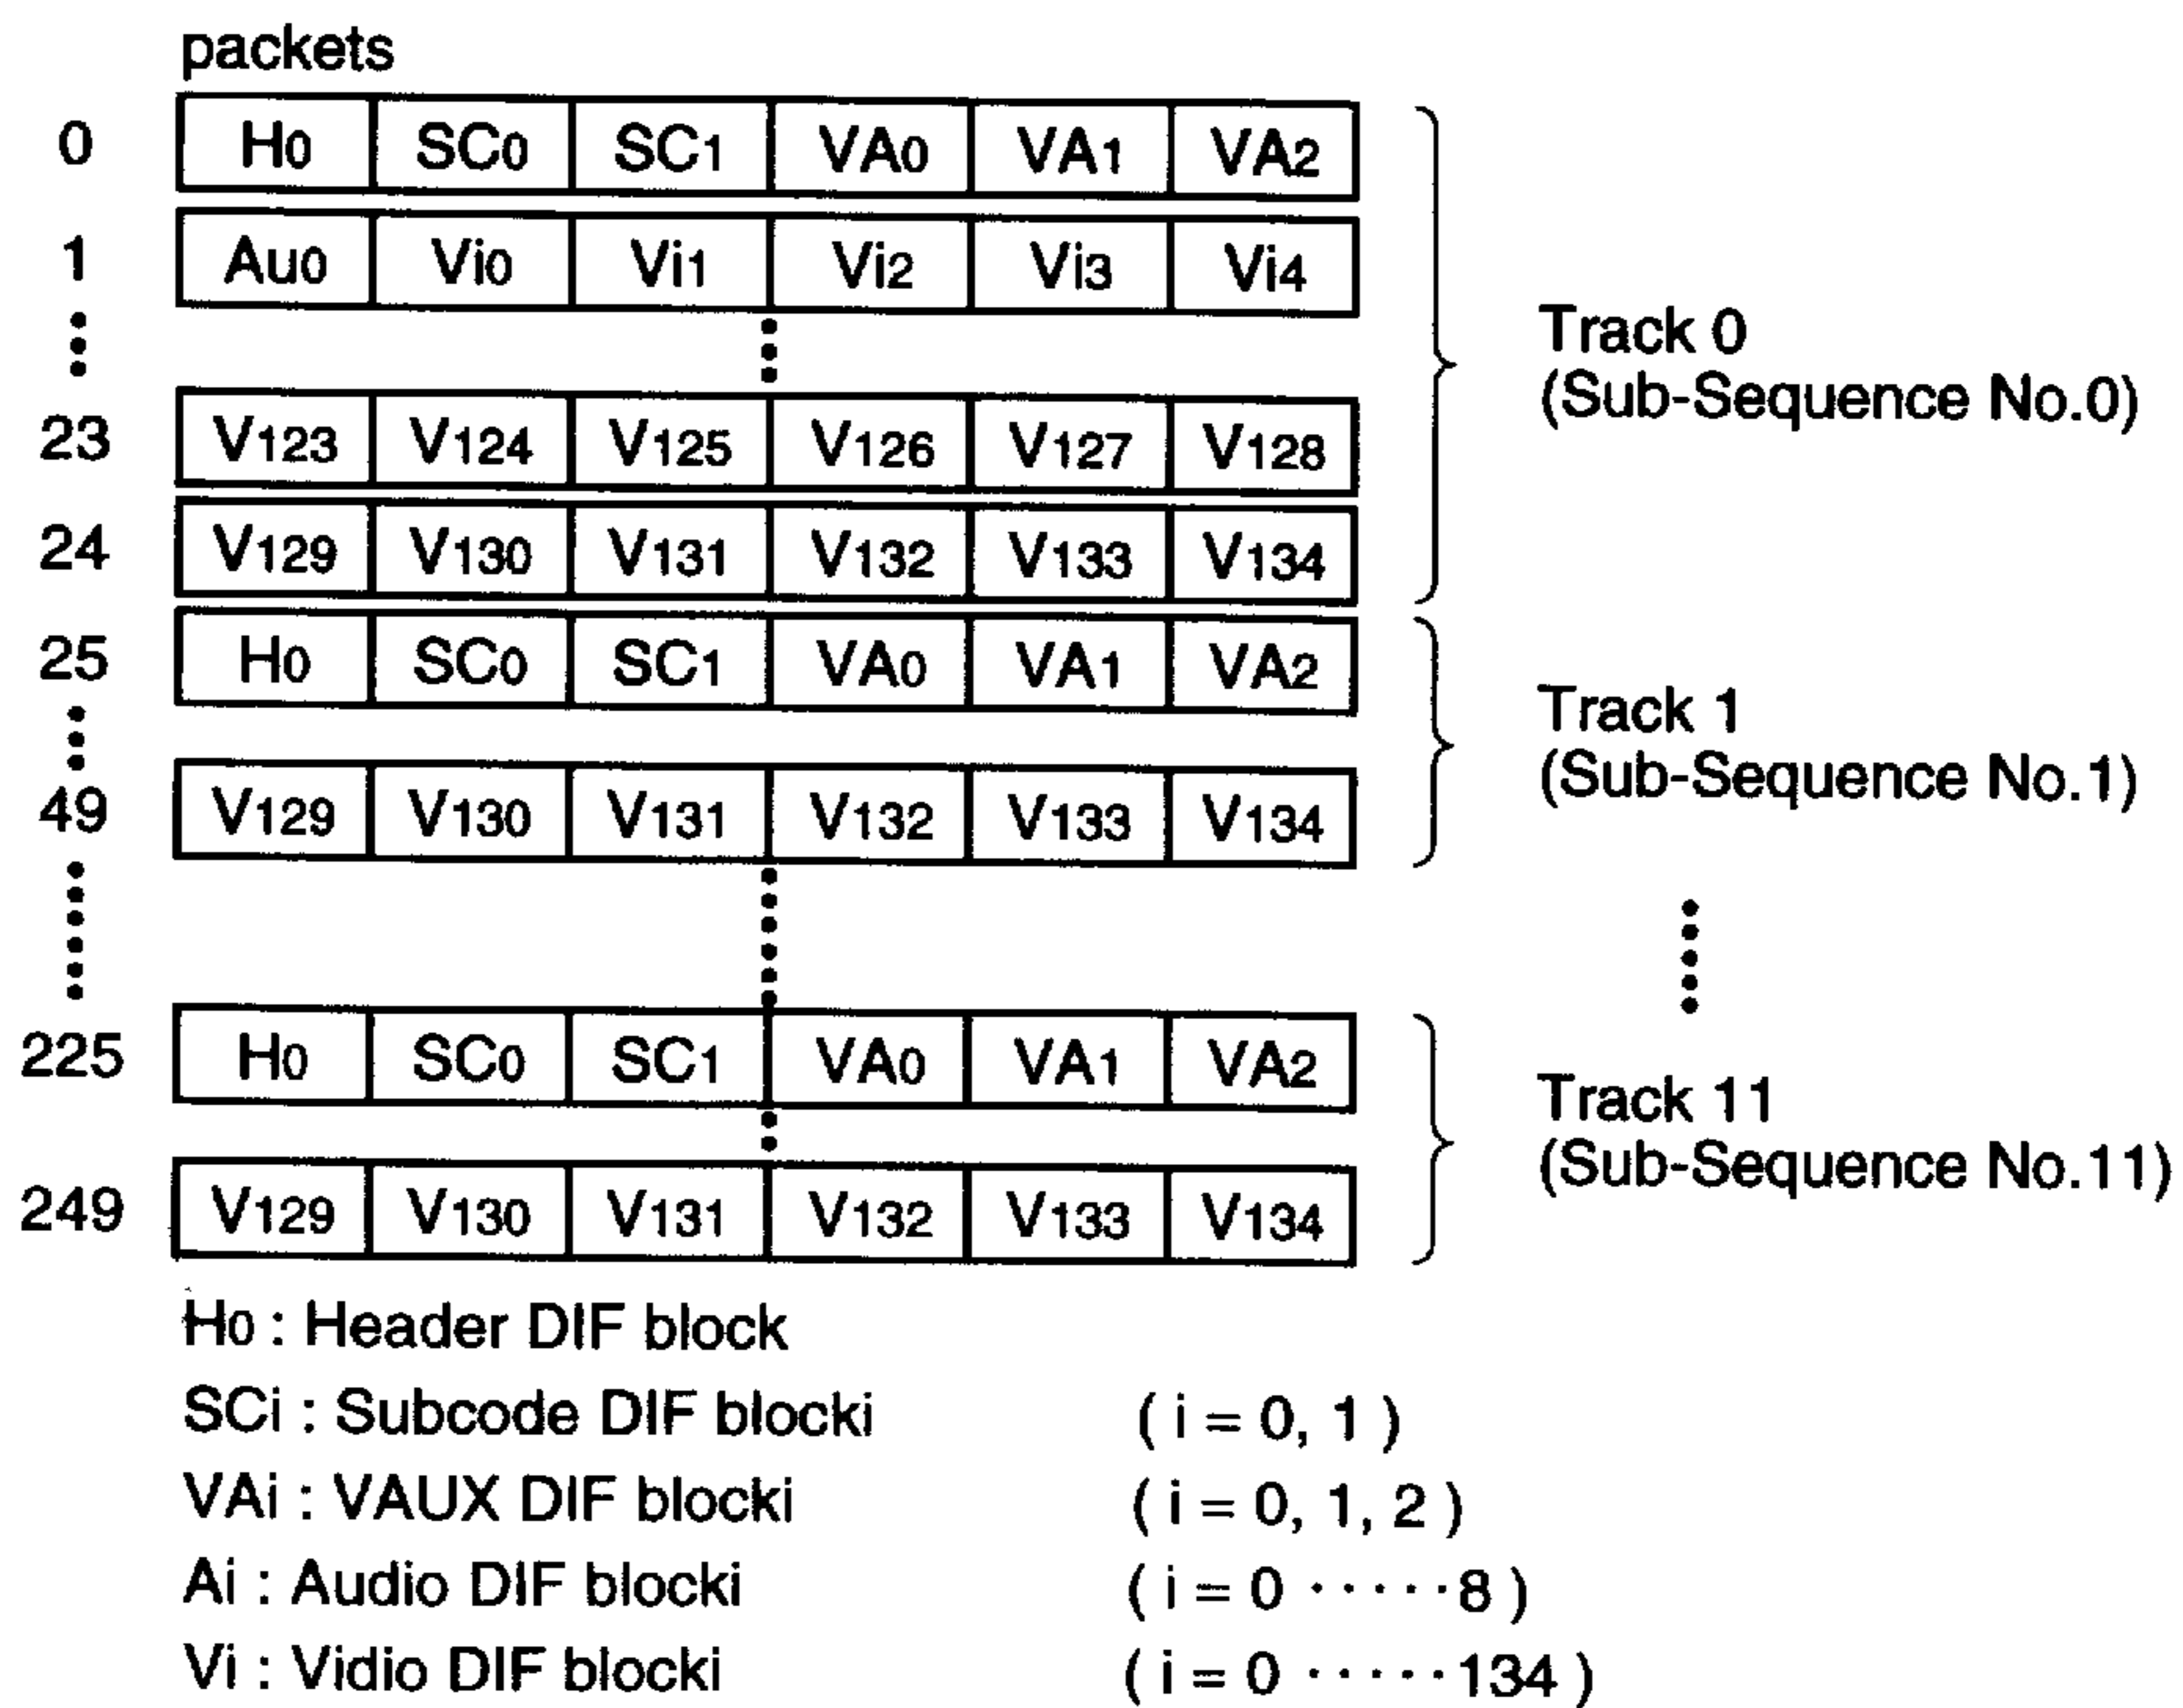 packets
0 H0 SC0 SC1 VA0 VA1 VA2
1 Au0 Vi0 Vi1 Vi2 Vi3 Vi4
Track 0
(Sub-Sequence No.0)
23 V123 V124 V125 V126 V127 V128
24 V129 V130 V131 V132 V133 V134
25 H0 SC0 SC1 VA0 VA1 VA2
Track 1
(Sub-Sequence No.1)
49 V129 V130 V131 V132 V133 V134
225 H0 SC0 SC1 VA0 VA1 VA2
Track 11
(Sub-Sequence No.11)
249 V129 V130 V131 V132 V133 V134
H0 : Header DIF block
SCi : Subcode DIF blocki ( i = 0, 1 )
VAi : VAUX DIF blocki ( i = 0, 1, 2 )
Ai : Audio DIF blocki ( i = 0 ····· 8 )
Vi : Vidio DIF blocki ( i = 0 ····· 134 )